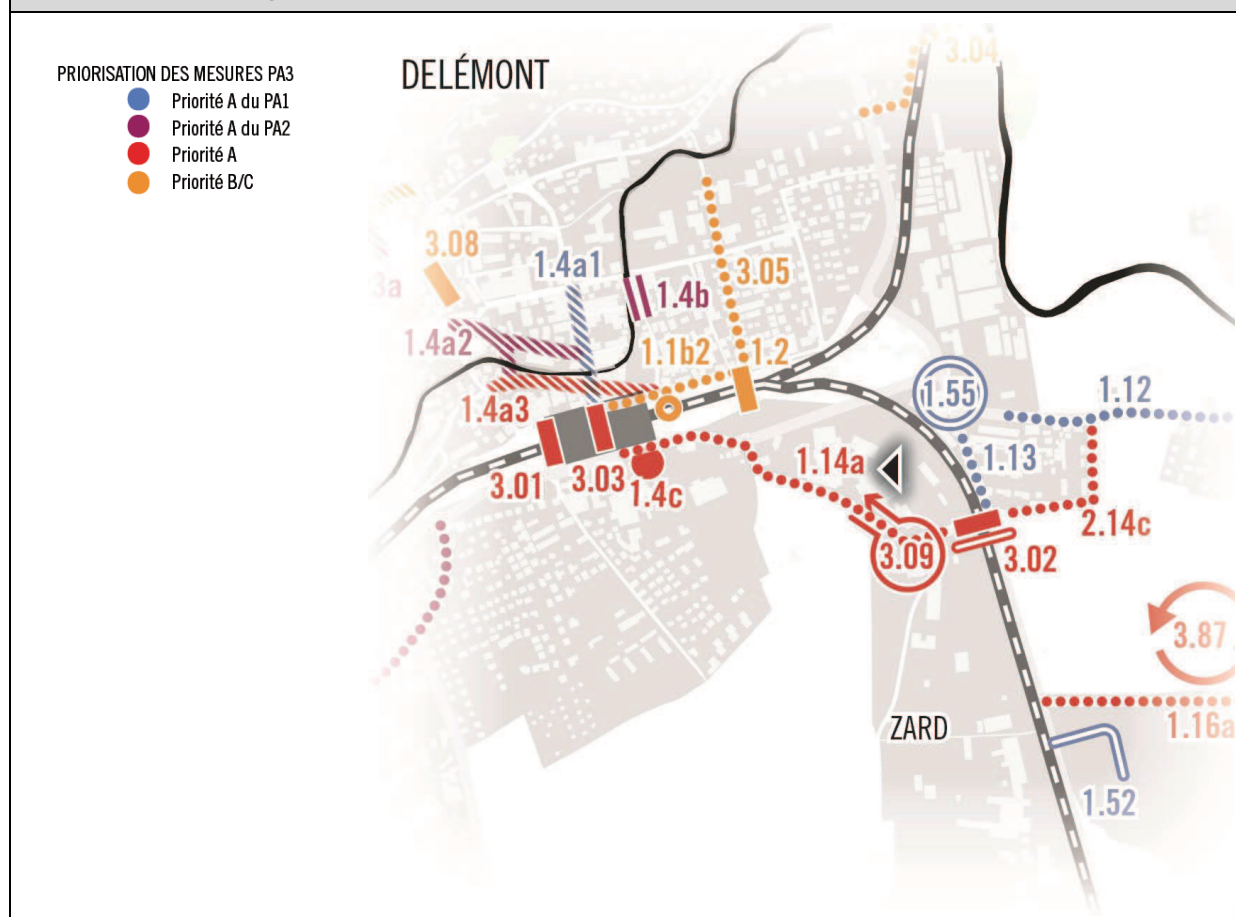 PRIORISATION DES MESURES PA3
Priorité A du PA1
Priorité A du PA2
Priorité A
Priorité B/C
DELÉMONT
3.04
3.08
1.4a1
3a
1.4b
3.05
1.4a2
1.1b2
1.2
1.4a3
1.55
1.12
3.01
3.03
1.4c
1.14a
1.13
2.14c
3.09
3.02
3.87
ZARD
1.16a
1.52